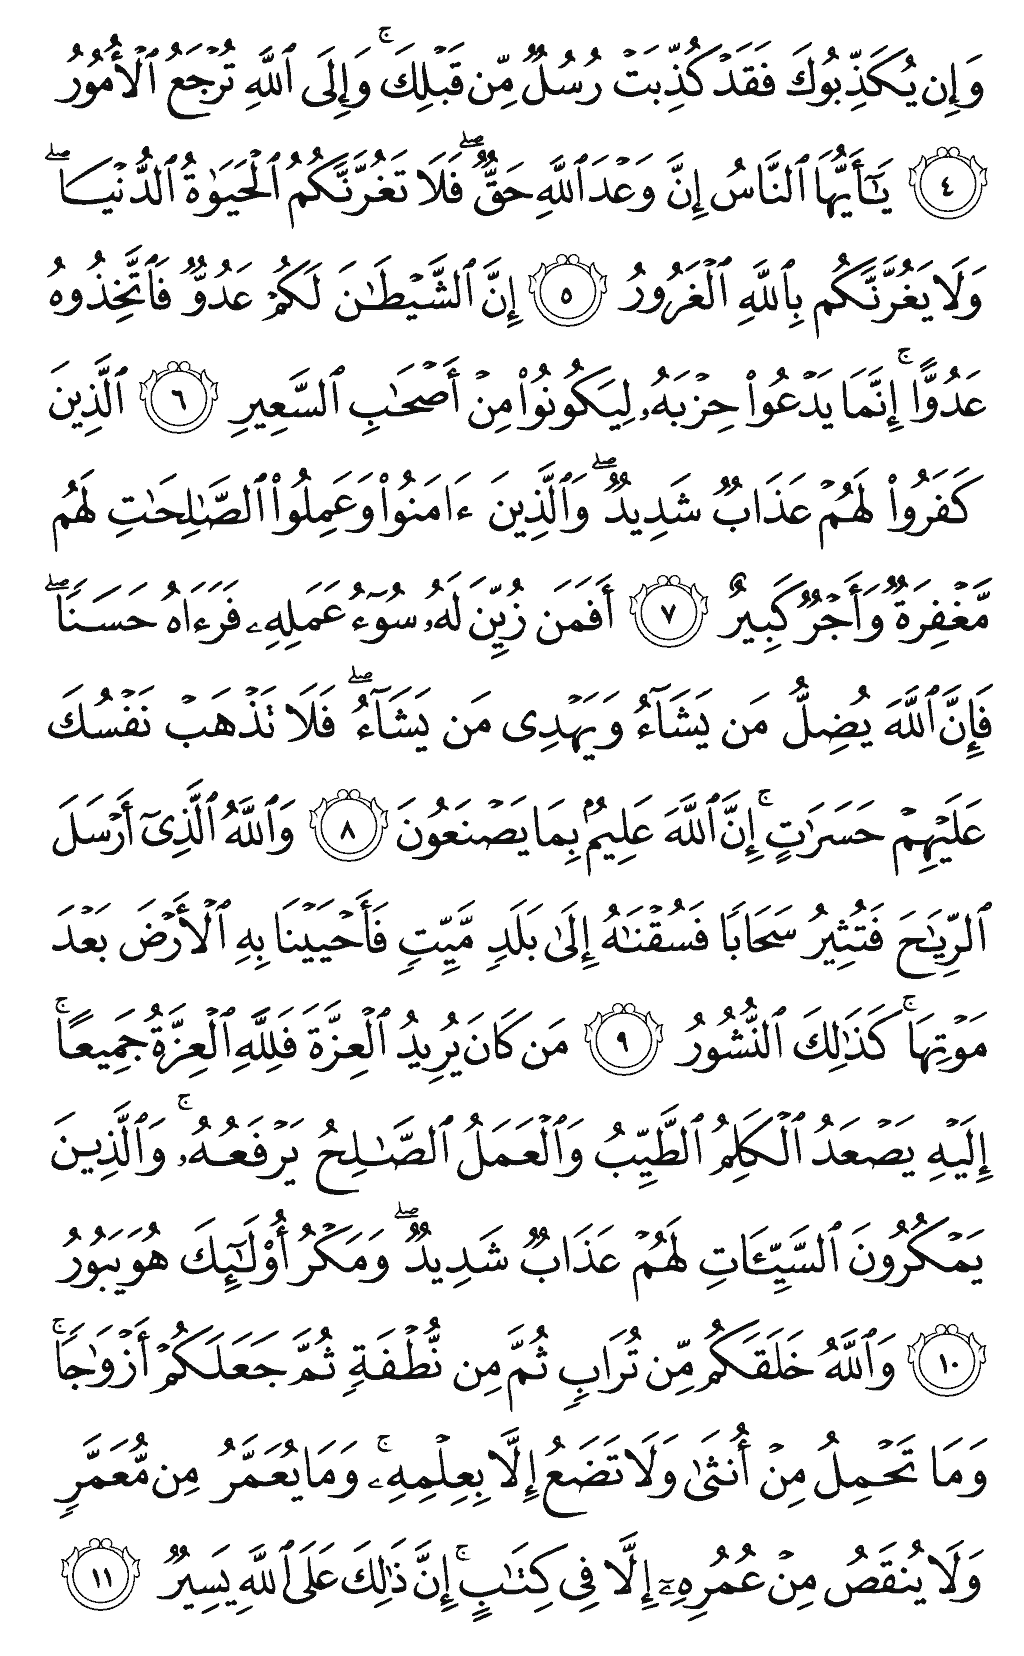 وَإِن يُكَذِّبُوكَ فَقَدْ كُذِّبَتْ رُسُلٌ مِّن قَبْلِكَ ۚ وَإِلَى ٱللَّهِ تُرْجَعُ ٱلْأُمُورُ
٤ يَـٰٓأَيُّهَا ٱلنَّاسُ إِنَّ وَعْدَ ٱللَّهِ حَقٌّ ۖ فَلَا تَغُرَّنَّكُمُ ٱلْحَيَوٰةُ ٱلدُّنْيَا ۖ
وَلَا يَغُرَّنَّكُم بِٱللَّهِ ٱلْغَرُورُ ٥ إِنَّ ٱلشَّيْطَـٰنَ لَكُمْ عَدُوٌّ فَٱتَّخِذُوهُ
عَدُوًّا ۚ إِنَّمَا يَدْعُوا۟ حِزْبَهُۥ لِيَكُونُوا۟ مِنْ أَصْحَـٰبِ ٱلسَّعِيرِ ٦ ٱلَّذِينَ
كَفَرُوا۟ لَهُمْ عَذَابٌ شَدِيدٌ ۖ وَٱلَّذِينَ ءَامَنُوا۟ وَعَمِلُوا۟ ٱلصَّـٰلِحَـٰتِ لَهُم
مَّغْفِرَةٌ وَأَجْرٌ كَبِيرٌ ٧ أَفَمَن زُيِّنَ لَهُۥ سُوٓءُ عَمَلِهِۦ فَرَءَاهُ حَسَنًا ۖ
فَإِنَّ ٱللَّهَ يُضِلُّ مَن يَشَآءُ وَيَهْدِى مَن يَشَآءُ ۖ فَلَا تَذْهَبْ نَفْسُكَ
عَلَيْهِمْ حَسَرَٰتٍ ۚ إِنَّ ٱللَّهَ عَلِيمٌۢ بِمَا يَصْنَعُونَ ٨ وَٱللَّهُ ٱلَّذِىٓ أَرْسَلَ
ٱلرِّيَـٰحَ فَتُثِيرُ سَحَابًا فَسُقْنَـٰهُ إِلَىٰ بَلَدٍ مَّيِّتٍ فَأَحْيَيْنَا بِهِ ٱلْأَرْضَ بَعْدَ
مَوْتِهَا ۚ كَذَٰلِكَ ٱلنُّشُورُ ٩ مَن كَانَ يُرِيدُ ٱلْعِزَّةَ فَلِلَّهِ ٱلْعِزَّةُ جَمِيعًا ۚ
إِلَيْهِ يَصْعَدُ ٱلْكَلِمُ ٱلطَّيِّبُ وَٱلْعَمَلُ ٱلصَّـٰلِحُ يَرْفَعُهُۥ ۚ وَٱلَّذِينَ
يَمْكُرُونَ ٱلسَّيِّـَٔاتِ لَهُمْ عَذَابٌ شَدِيدٌ ۖ وَمَكْرُ أُو۟لَـٰٓئِكَ هُوَ يَبُورُ
١٠ وَٱللَّهُ خَلَقَكُم مِّن تُرَابٍ ثُمَّ مِن نُّطْفَةٍ ثُمَّ جَعَلَكُمْ أَزْوَٰجًا ۚ
وَمَا تَحْمِلُ مِنْ أُنثَىٰ وَلَا تَضَعُ إِلَّا بِعِلْمِهِۦ ۚ وَمَا يُعَمَّرُ مِن مُّعَمَّرٍ
وَلَا يُنقَصُ مِنْ عُمُرِهِۦٓ إِلَّا فِى كِتَـٰبٍ ۚ إِنَّ ذَٰلِكَ عَلَى ٱللَّهِ يَسِيرٌ ١١